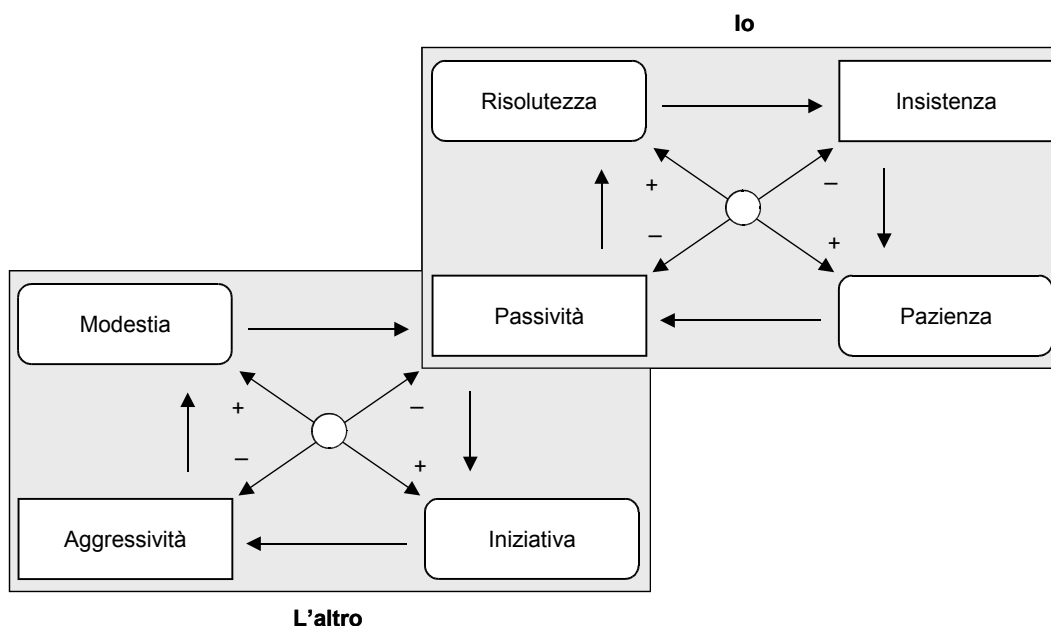 Io
Risolutezza
Insistenza
+
–
–
+
Passività
Pazienza
Modestia
+
–
–
+
Aggressività
Iniziativa
L'altro